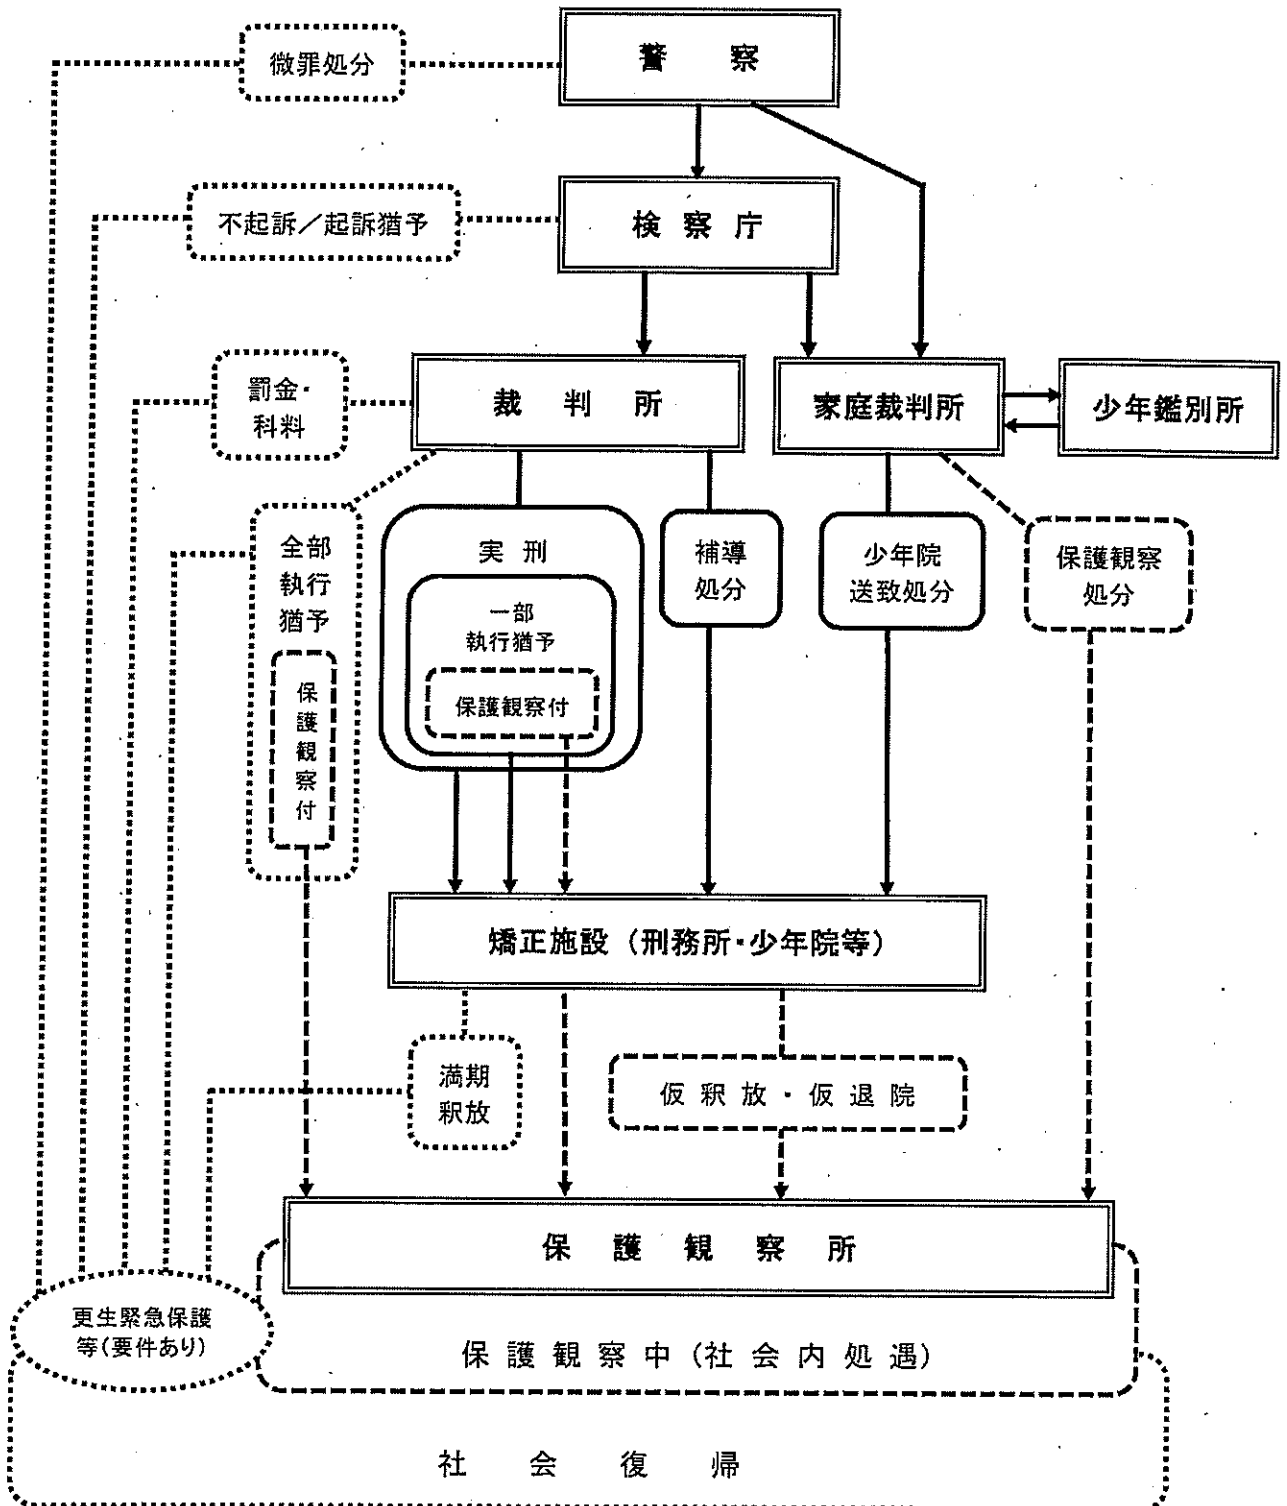 微罪処分
警察
不起訴／起訴猶予
検察庁
罰金・
科料
裁判所
家庭裁判所
少年鑑別所
全部
執行
猶予
保護観察付
実刑
一部
執行猶予
保護観察付
補導
処分
少年院
送致処分
保護観察
処分
矯正施設（刑務所・少年院等）
満期
釈放
仮釈放・仮退院
保護観察所
更生緊急保護
等（要件あり）
保護観察中（社会内処遇）
社会復帰